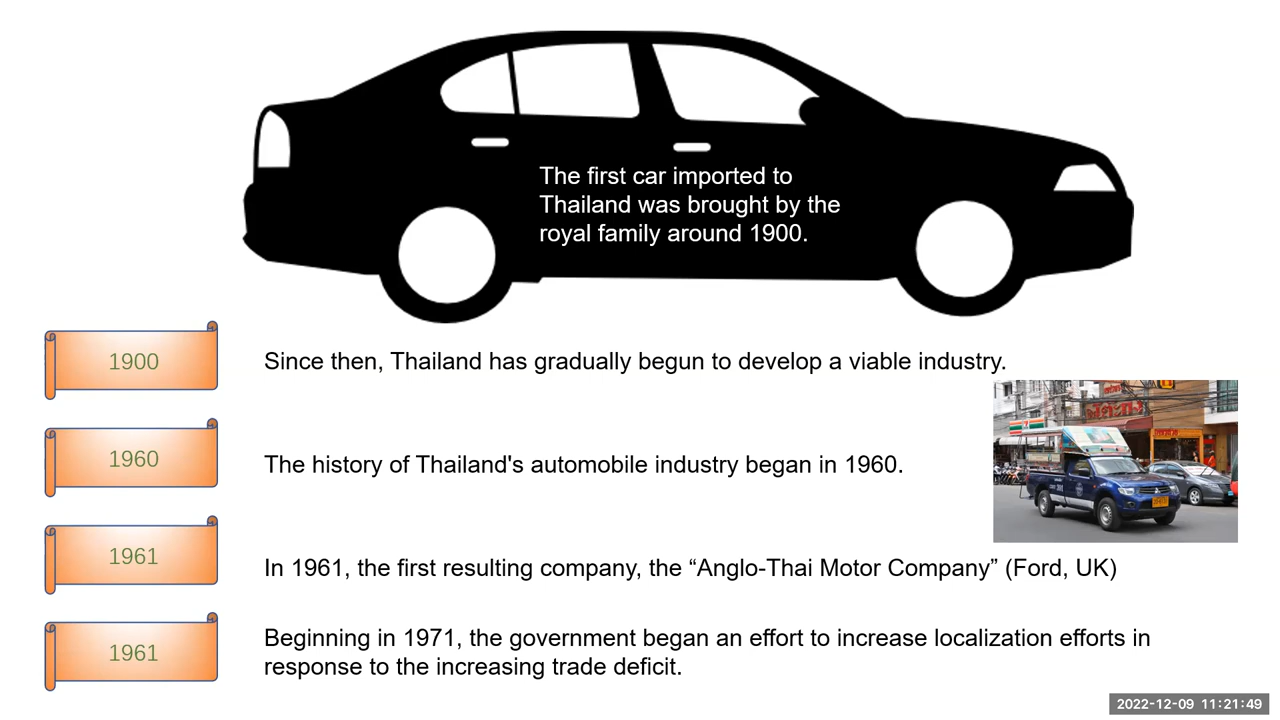 The first car imported to
Thailand was brought by the
royal family around 1900.
1900
Since then, Thailand has gradually begun to develop a viable industry.
1960
The history of Thailand's automobile industry began in 1960.
1961
In 1961, the first resulting company, the “Anglo-Thai Motor Company” (Ford, UK)
1961
Beginning in 1971, the government began an effort to increase localization efforts in
response to the increasing trade deficit.
2022-12-09 11:21:49